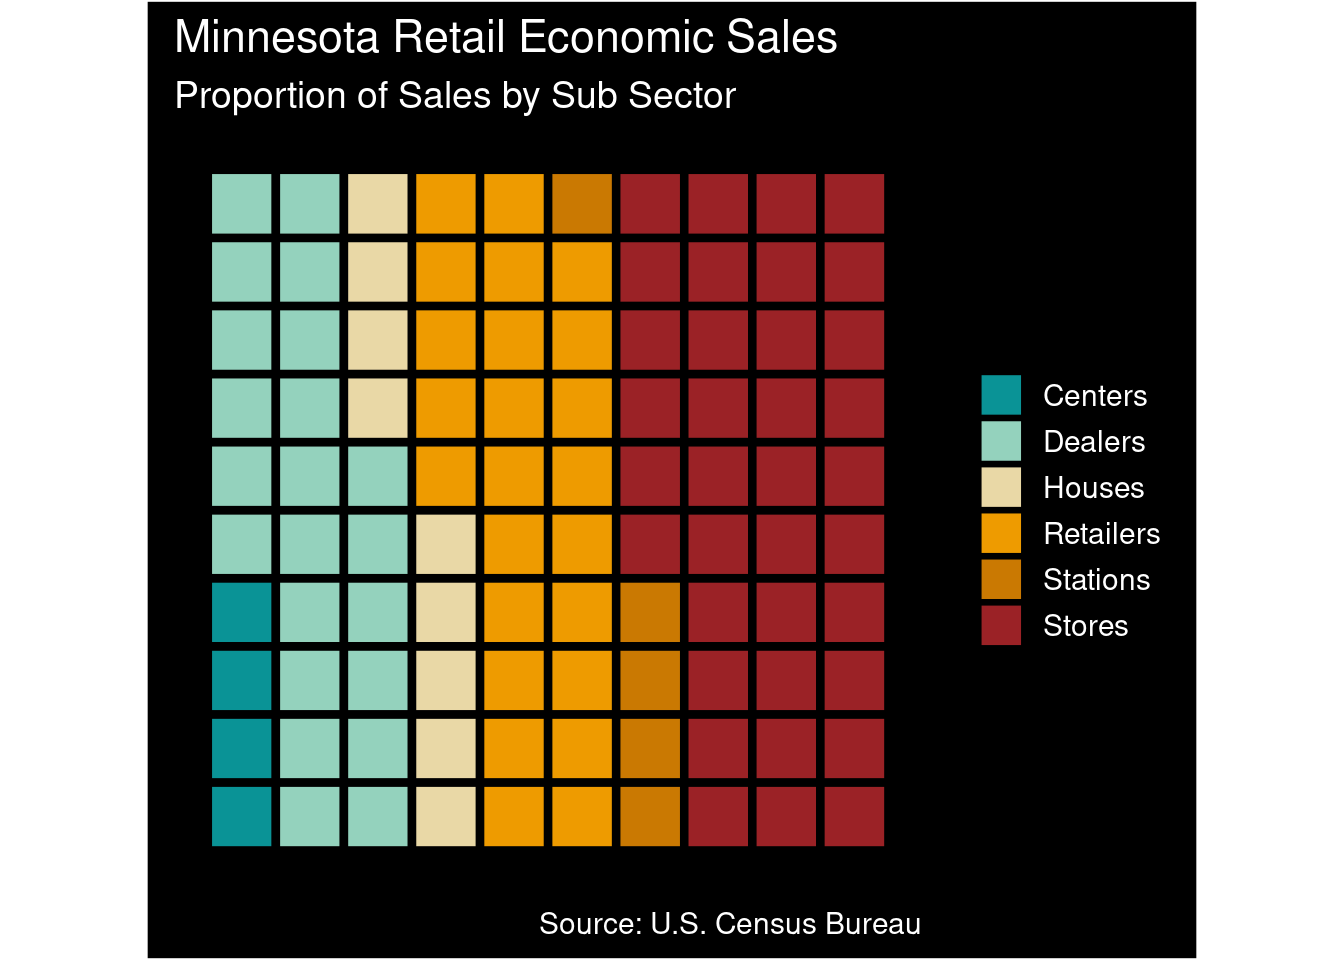 Minnesota Retail Economic Sales
Proportion of Sales by Sub Sector
Centers
Dealers
Houses
Retailers
Stations
Stores
Source: U.S. Census Bureau